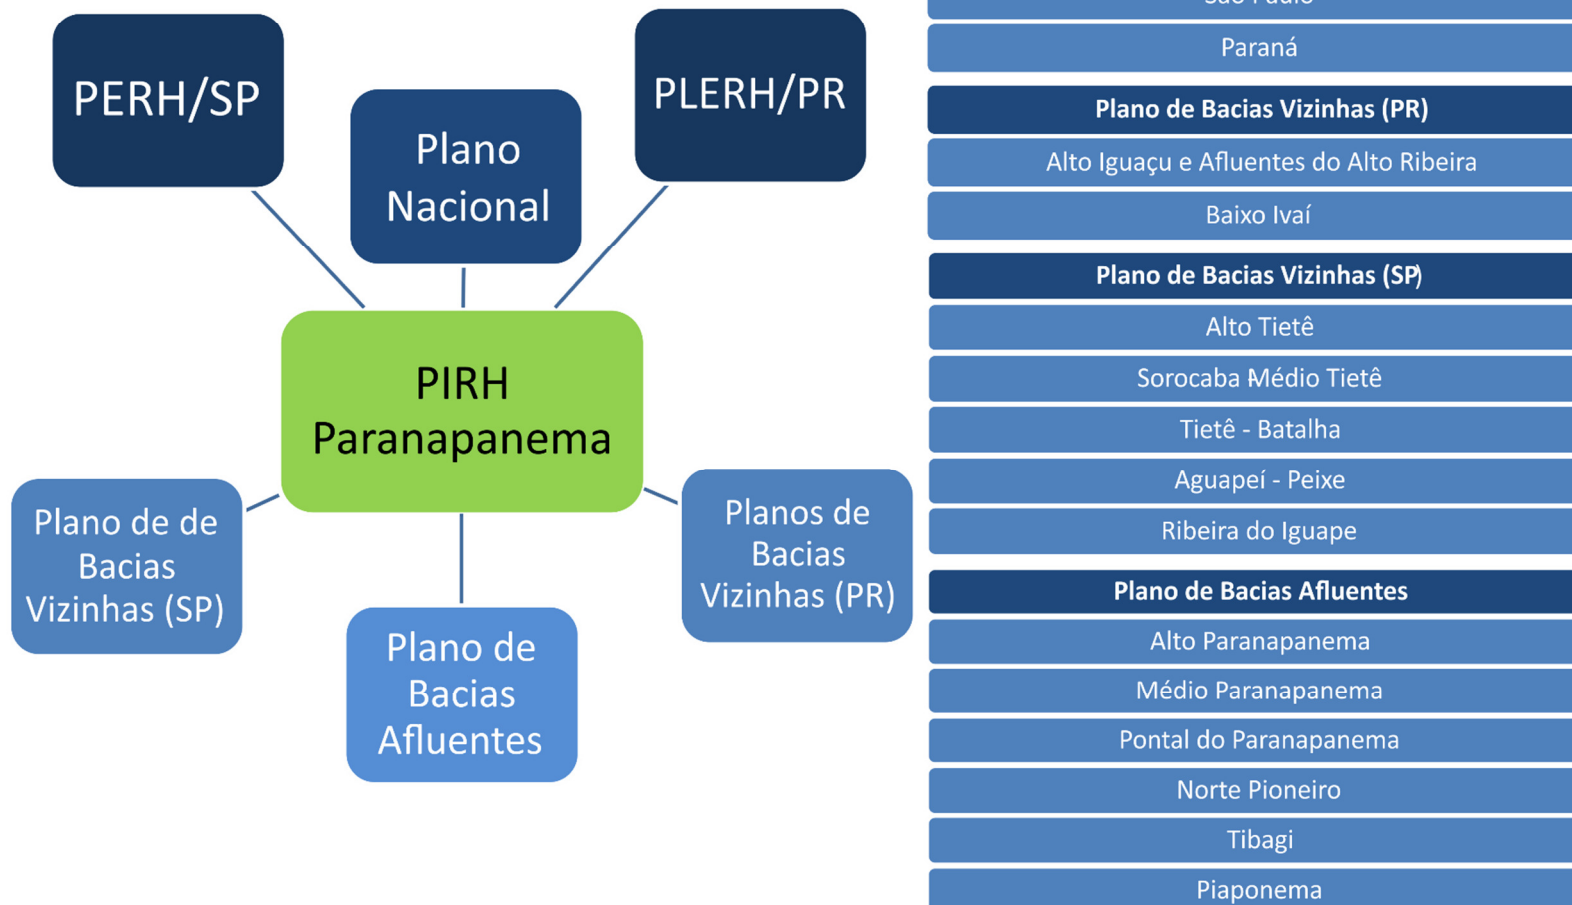 PERH/SP
Plano
Nacional
PLERH/PR
PIRH
Paranapanema
Plano de de
Bacias
Vizinhas (SP)
Plano de
Bacias
Afluentes
Planos de
Bacias
Vizinhas (PR)
São Paulo
Paraná
Plano de Bacias Vizinhas (PR)
Alto Iguaçu e Afluentes do Alto Ribeira
Baixo Ivaí
Plano de Bacias Vizinhas (SP)
Alto Tietê
Sorocaba Médio Tietê
Tietê - Batalha
Aguapeí - Peixe
Ribeira do Iguape
Plano de Bacias Afluentes
Alto Paranapanema
Médio Paranapanema
Pontal do Paranapanema
Norte Pioneiro
Tibagi
Piaponema